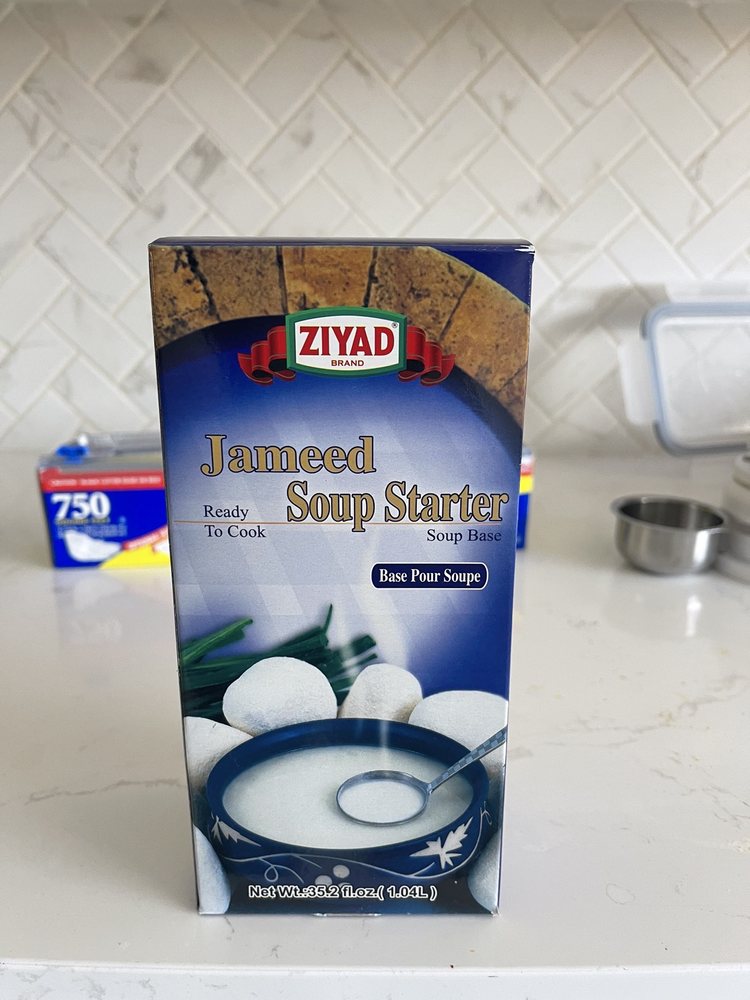 ZIYAD®
BRAND
Jameed
Soup Starter
Ready
To Cook
Soup Base
Base Pour Soupe
750
Net Wt.:35.2 fl.oz.( 1.04L )